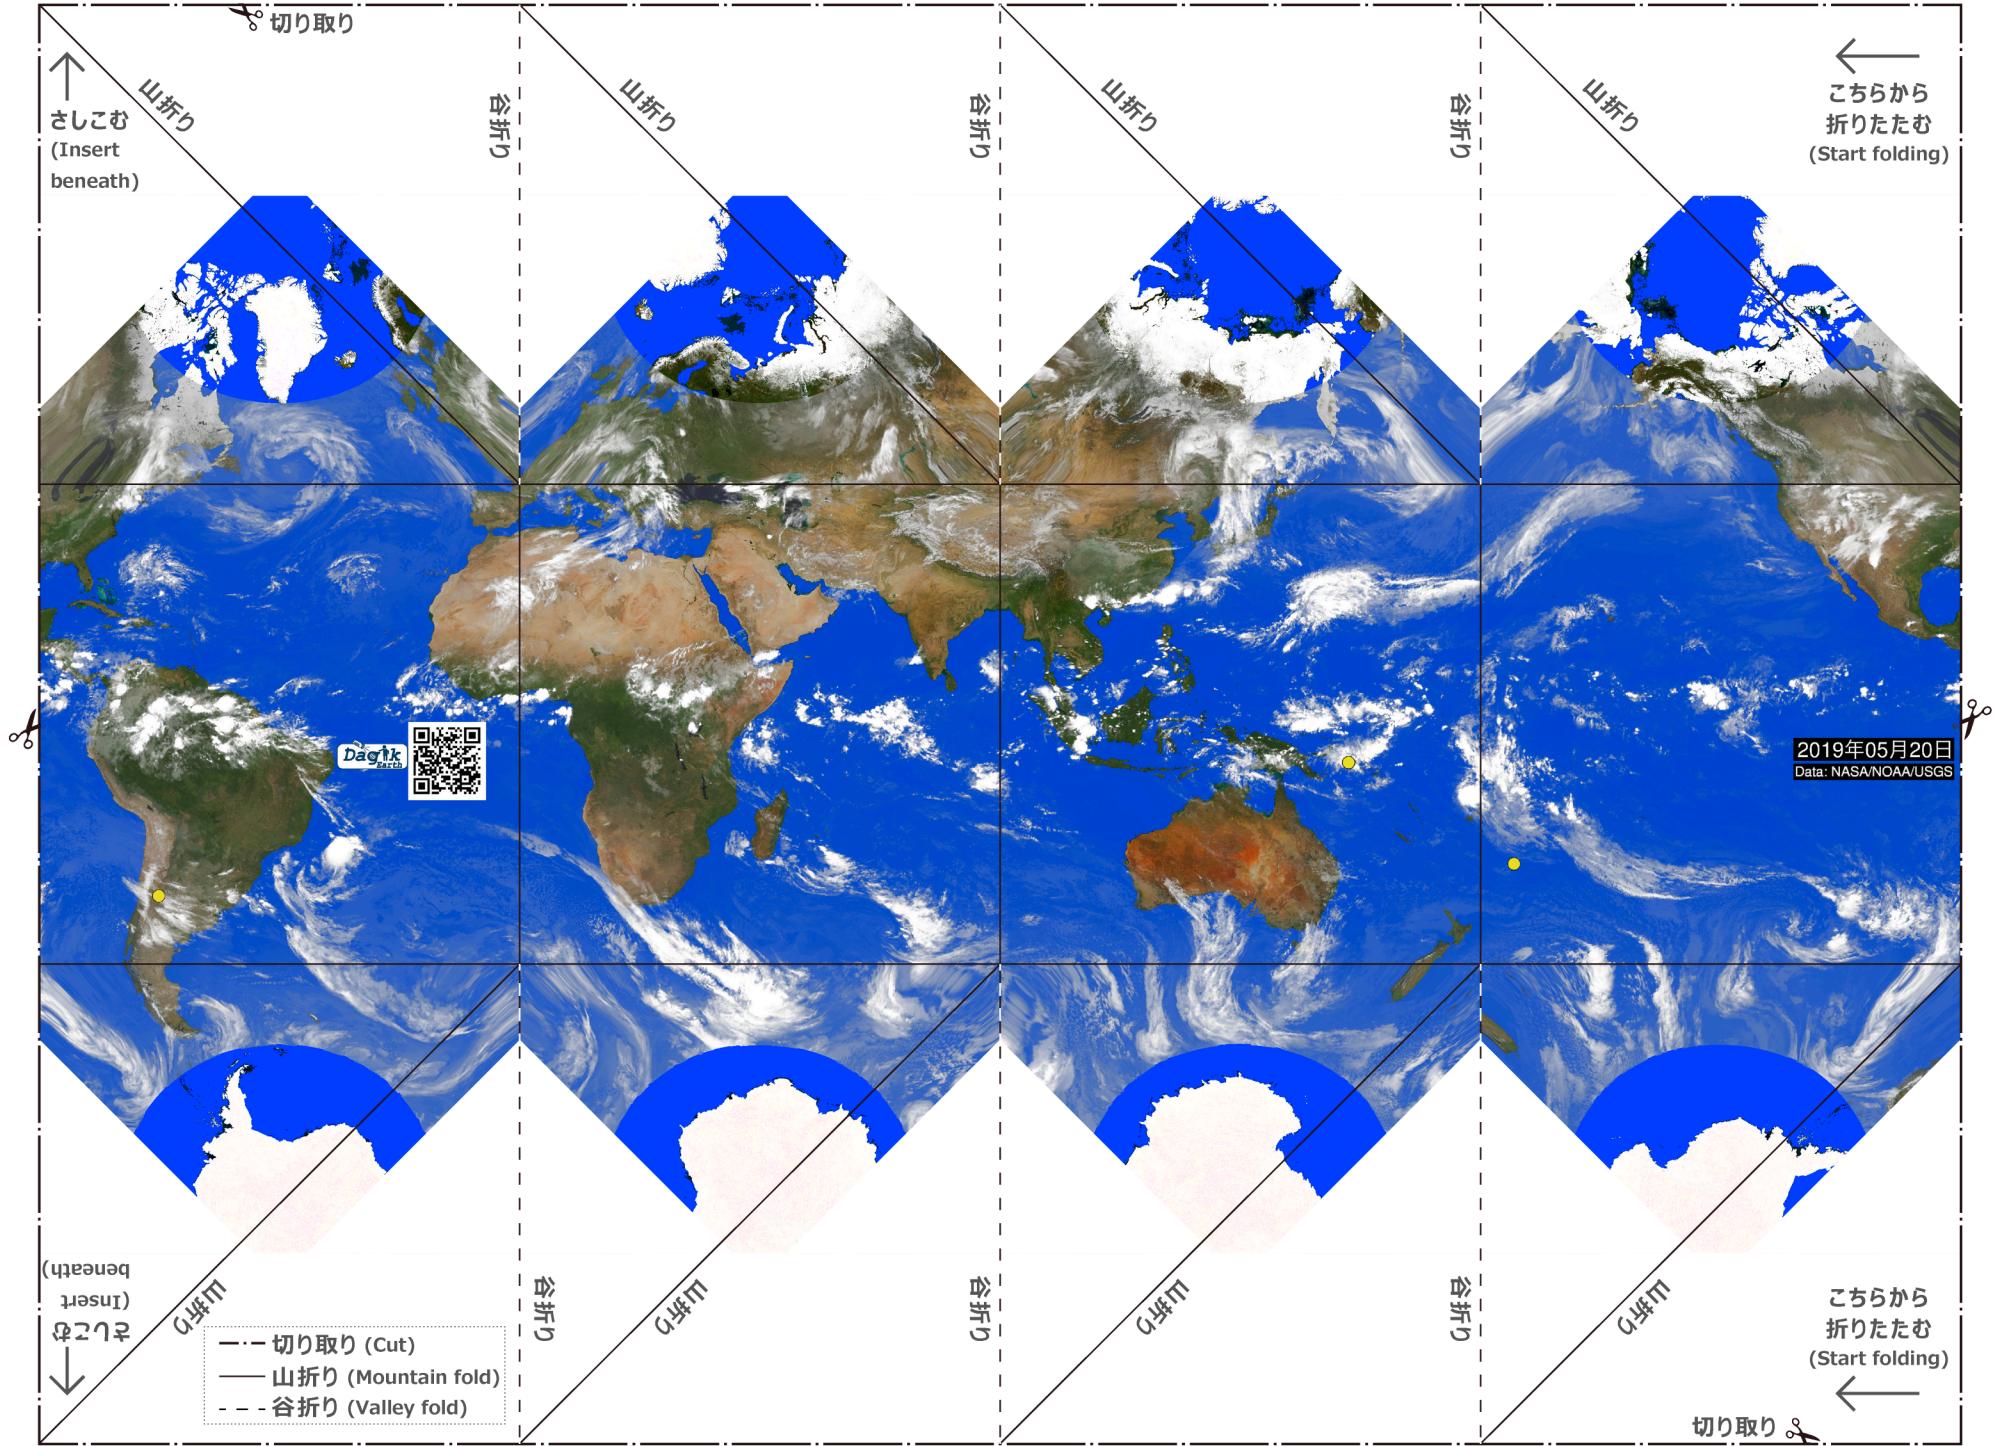 切り取り
山折り
山折り
山折り
山折り
さしこむ
(Insert
beneath)
谷折り
谷折り
谷折り
こちらから
折りたたむ
(Start folding)
Dagik
Earth
2019年05月20日
Data: NASA/NOAA/USGS
さしこむ
(Insert
beneath)
山折り
山折り
山折り
山折り
谷折り
谷折り
谷折り
こちらから
折りたたむ
(Start folding)
切り取り (Cut)
山折り (Mountain fold)
谷折り (Valley fold)
切り取り